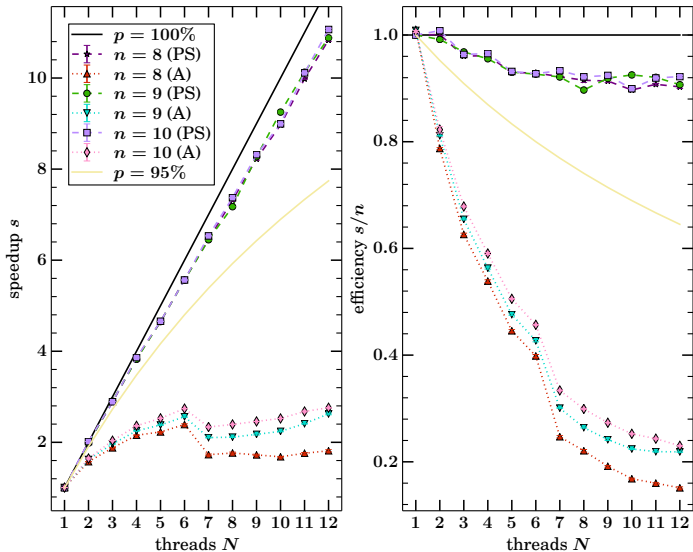 p = 100%
n = 8 (PS)
n = 8 (A)
n = 9 (PS)
n = 9 (A)
n = 10 (PS)
n = 10 (A)
p = 95%
speedup s
10
8
6
4
2
1 2 3 4 5 6 7 8 9 10 11 12
threads N
efficiency s/n
1.0
0.8
0.6
0.4
0.2
1 2 3 4 5 6 7 8 9 10 11 12
threads N